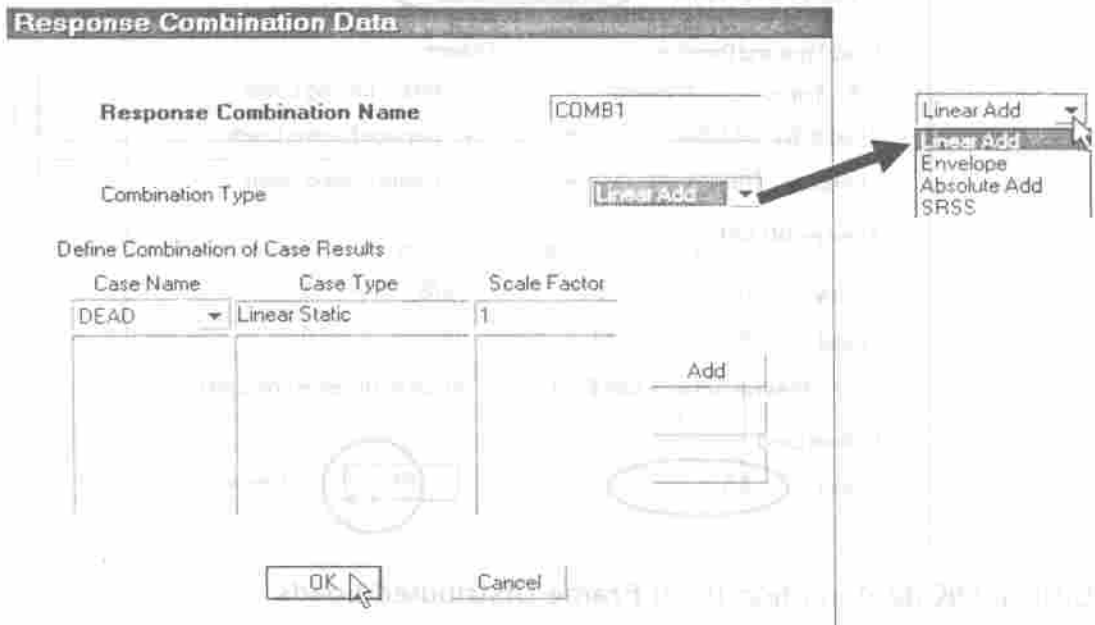 Response Combination Data
Response Combination Name
COMB1
Combination Type
Linear Add
Define Combination of Case Results
Case Name
Case Type
Scale Factor
DEAD
Linear Static
1
Add
OK
Cancel
Linear Add
Linear Add
Envelope
Absolute Add
SRSS